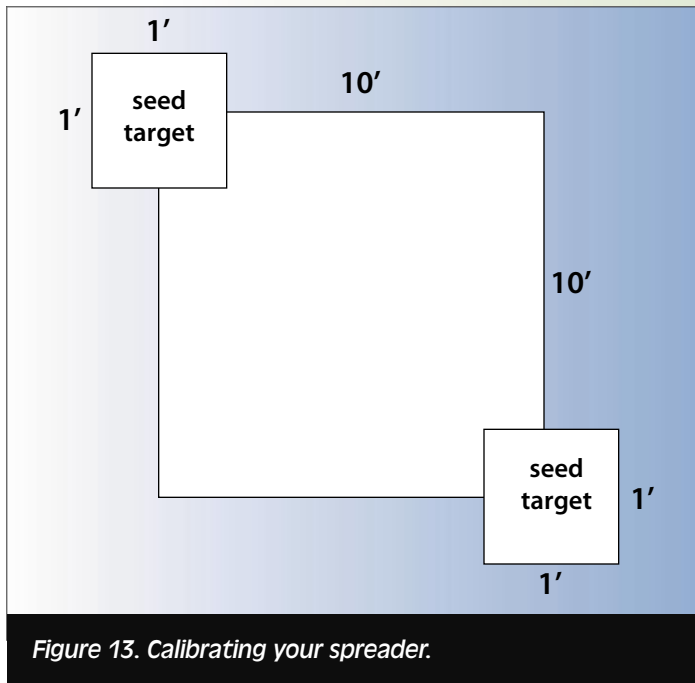 1’
seed
target
1’
10’
10’
seed
target
1’
1’
Figure 13. Calibrating your spreader.